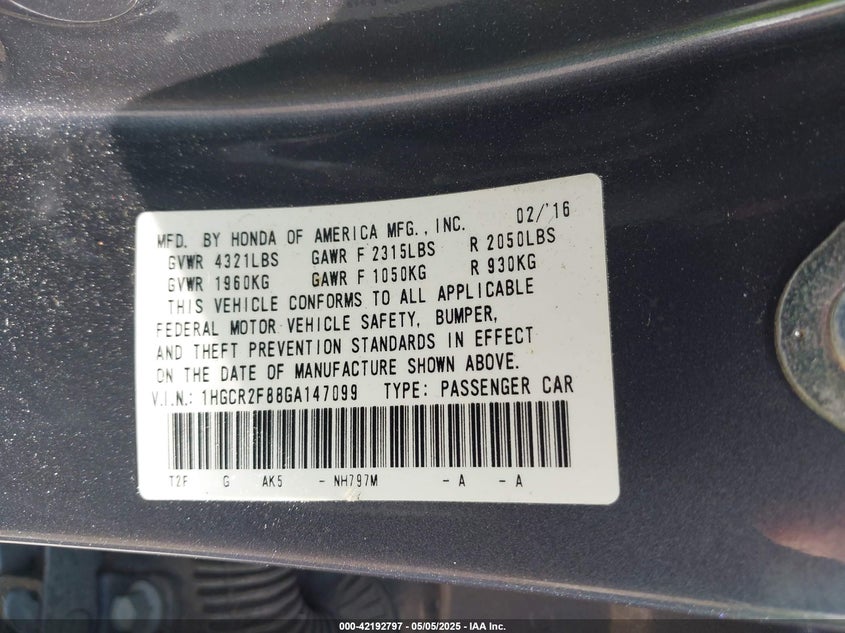 MFD. BY HONDA OF AMERICA MFG., INC. 02/'16
GVWR 4321LBS GAWR F 2315LBS R 2050LBS
GVWR 1960KG GAWR F 1050KG R 930KG
THIS VEHICLE CONFORMS TO ALL APPLICABLE
FEDERAL MOTOR VEHICLE SAFETY, BUMPER,
AND THEFT PREVENTION STANDARDS IN EFFECT
ON THE DATE OF MANUFACTURE SHOWN ABOVE.
V.I.N.: 1HGCR2F88GA147099 TYPE: PASSENGER CAR
T2F G AK5 - NH797M - A - A
000-42192797 - 05/05/2025 - IAA Inc.